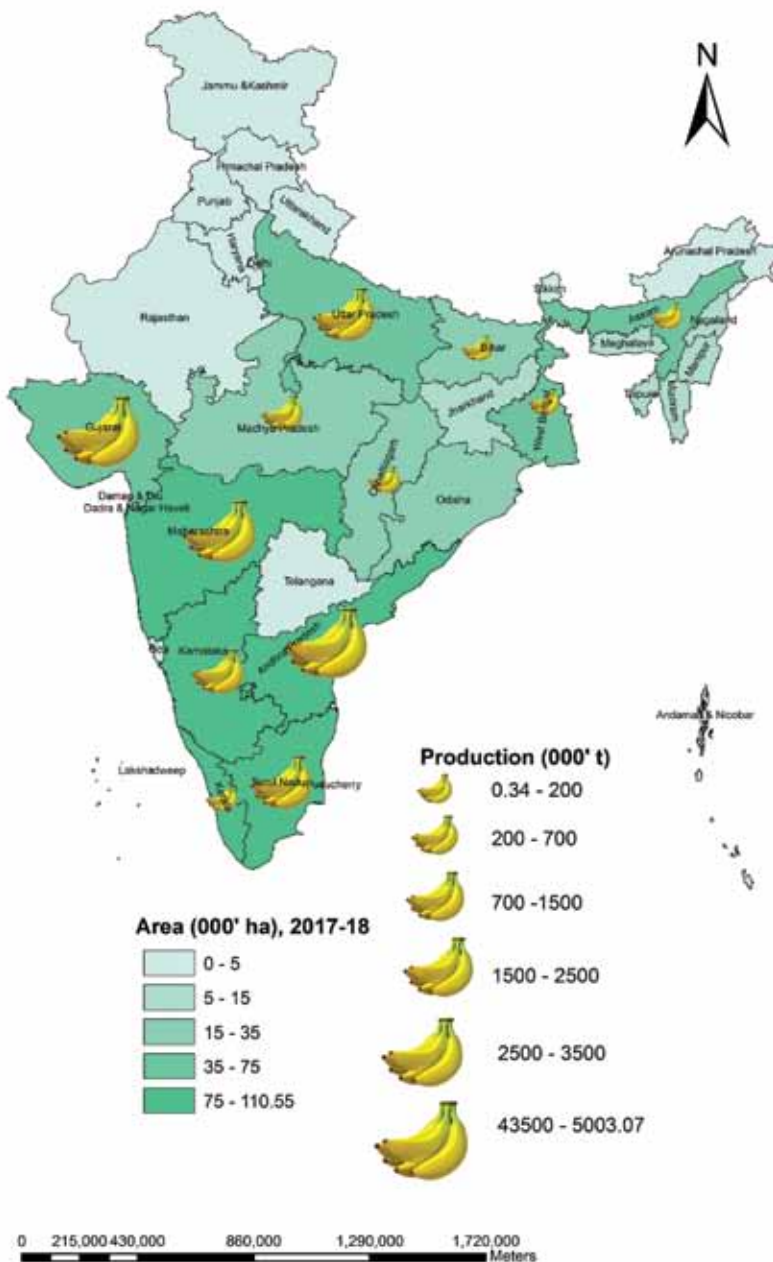 N
Jammu &Kashmir
Himachal Pradesh
Punjab
Uttarakhand
Haryana
Delhi
Arunachal Pradesh
Sikkim
Rajasthan
Uttar Pradesh
Assam
Nagaland
Bihar
Meghalaya
Manipur
Jharkhand
Tripura
Mizoram
Gujarat
Madhya Pradesh
West Bengal
Chhattisgarh
Odisha
Daman & Diu
Dadra & Nagar Haveli
Maharashtra
Telangana
Goa
Karnataka
Andhra Pradesh
Andaman & Nicobar
Lakshadweep
Tamil Nadu
Puducherry
Production (000' t)
0.34 - 200
200 - 700
700 -1500
1500 - 2500
2500 - 3500
43500 - 5003.07
Area (000' ha), 2017-18
0 - 5
5 - 15
15 - 35
35 - 75
75 - 110.55
0 215,000 430,000 860,000 1,290,000 1,720,000
Meters